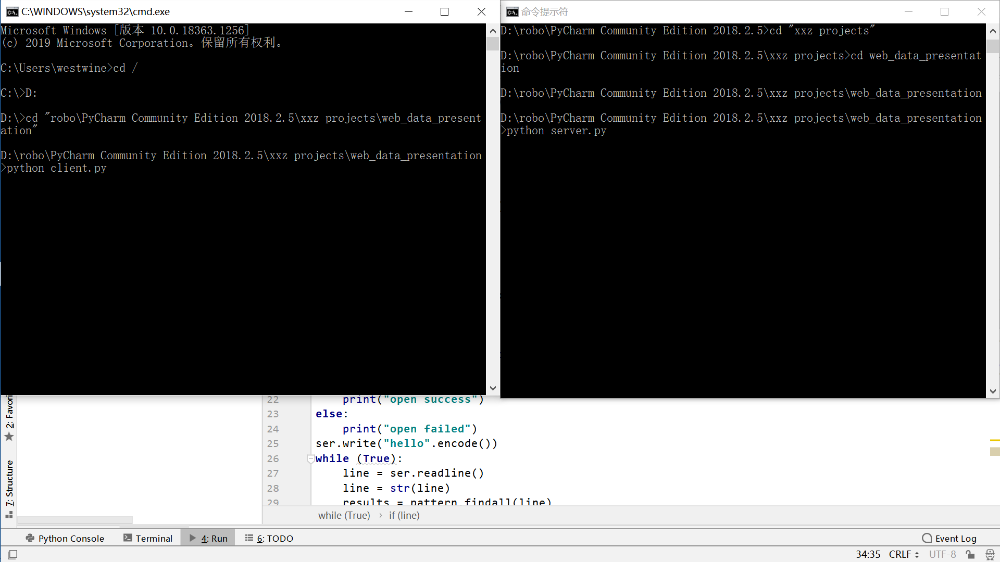 C:\WINDOWS\system32\cmd.exe
Microsoft Windows [版本 10.0.18363.1256]
(c) 2019 Microsoft Corporation。保留所有权利。
C:\Users\westwine>cd /
C:\>D:
D:\>cd "robo\PyCharm Community Edition 2018.2.5\xxz projects\web_data_present
ation"
D:\robo\PyCharm Community Edition 2018.2.5\xxz projects\web_data_presentation
>python client.py
命令提示符
D:\robo\PyCharm Community Edition 2018.2.5>cd "xxz projects"
D:\robo\PyCharm Community Edition 2018.2.5\xxz projects>cd web_data_presentat
ion
D:\robo\PyCharm Community Edition 2018.2.5\xxz projects\web_data_presentation
D:\robo\PyCharm Community Edition 2018.2.5\xxz projects\web_data_presentation
>python server.py
2: Favori
7: Structure
22 print("open success")
23 else:
24 print("open failed")
25 ser.write("hello".encode())
26 while (True):
27 line = ser.readline()
28 line = str(line)
29 results = pattern.findall(line)
while (True) › if (line)
Python Console
Terminal
4: Run
6: TODO
Event Log
34:35 CRLF UTF-8